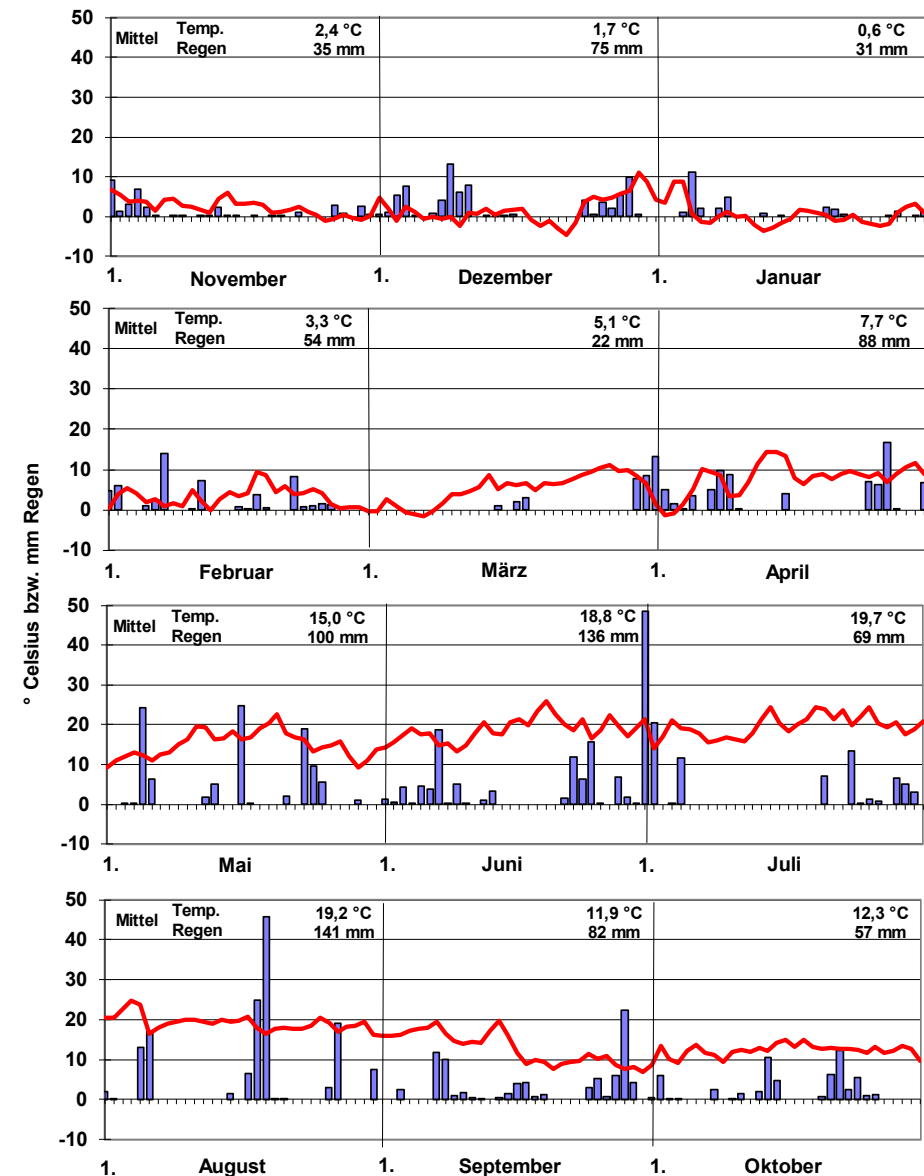 50
Mittel Temp. 2,4 °C 1,7 °C 0,6 °C
Regen 35 mm 75 mm 31 mm
40
30
20
10
0
-10
1. November 1. Dezember 1. Januar
50
Mittel Temp. 3,3 °C 5,1 °C 7,7 °C
Regen 54 mm 22 mm 88 mm
40
30
20
10
0
-10
1. Februar 1. März 1. April
° Celsius bzw. mm Regen
50
Mittel Temp. 15,0 °C 18,8 °C 19,7 °C
Regen 100 mm 136 mm 69 mm
40
30
20
10
0
-10
1. Mai 1. Juni 1. Juli
50
Mittel Temp. 19,2 °C 11,9 °C 12,3 °C
Regen 141 mm 82 mm 57 mm
40
30
20
10
0
-10
1. August 1. September 1. Oktober